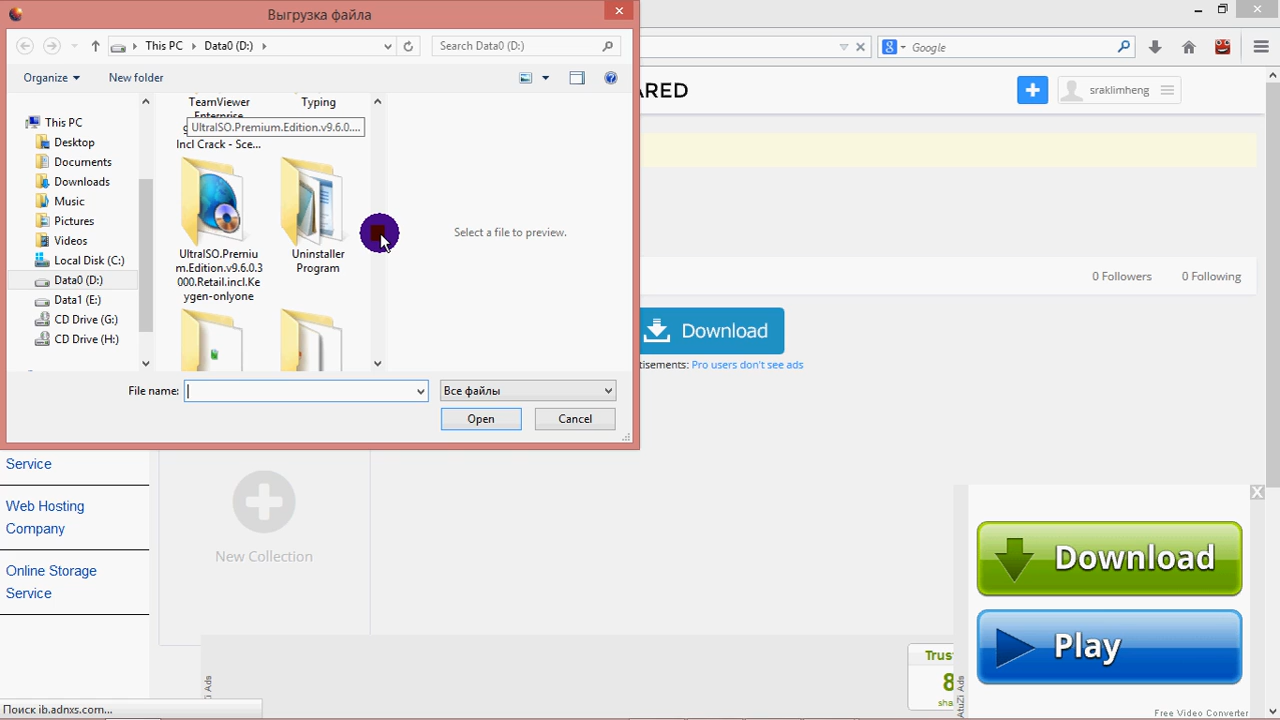 Выгрузка файла
This PC
Data0 (D:)
Search Data0 (D:)
Google
Organize
New folder
ARED
sraklimheng
This PC
Desktop
Documents
Downloads
Music
Pictures
Videos
Local Disk (C:)
Data0 (D:)
Data1 (E:)
CD Drive (G:)
CD Drive (H:)
TeamViewer
Enterprise
Incl Crack - Sce...
Typing
UltraISO.Premium.Edition.v9.6.0....
UltraISO.Premiu
m.Edition.v9.6.0.3
000.Retail.incl.Ke
ygen-onlyone
Uninstaller
Program
Select a file to preview.
0 Followers
0 Following
Download
tisements: Pro users don't see ads
File name:
Все файлы
Open
Cancel
Service
Web Hosting
Company
Online Storage
Service
New Collection
X
Download
Play
Free Video Converter
AtuZi Ads
Trus
8
sha
Ads
Поиск ib.adnxs.com...